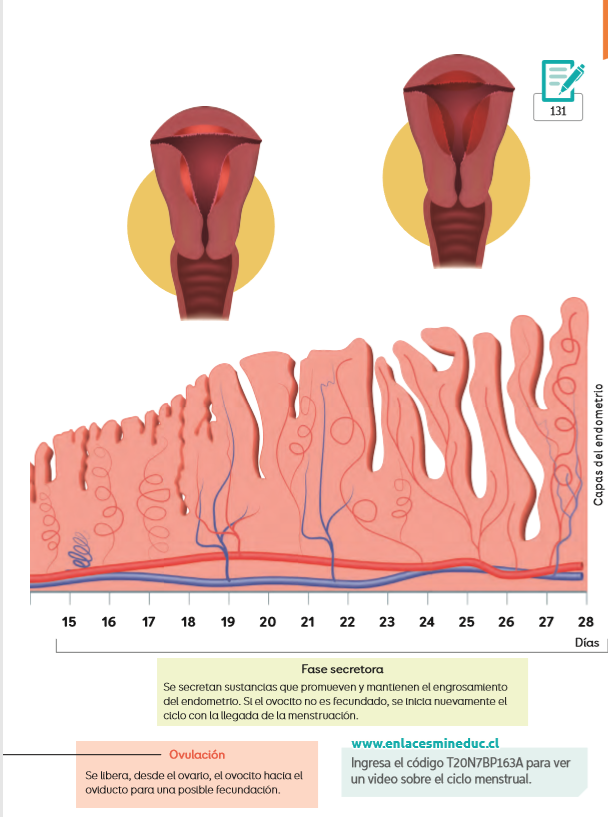 131
Capas del endometrio
15 16 17 18 19 20 21 22 23 24 25 26 27 28
Días
Fase secretora
Se secretan sustancias que promueven y mantienen el engrosamiento
del endometrio. Si el ovocito no es fecundado, se inicia nuevamente el
ciclo con la llegada de la menstruación.
Ovulación
Se libera, desde el ovario, el ovocito hacia el
oviducto para una posible fecundación.
www.enlacesmineduc.cl
Ingresa el código T20N7BP163A para ver
un video sobre el ciclo menstrual.